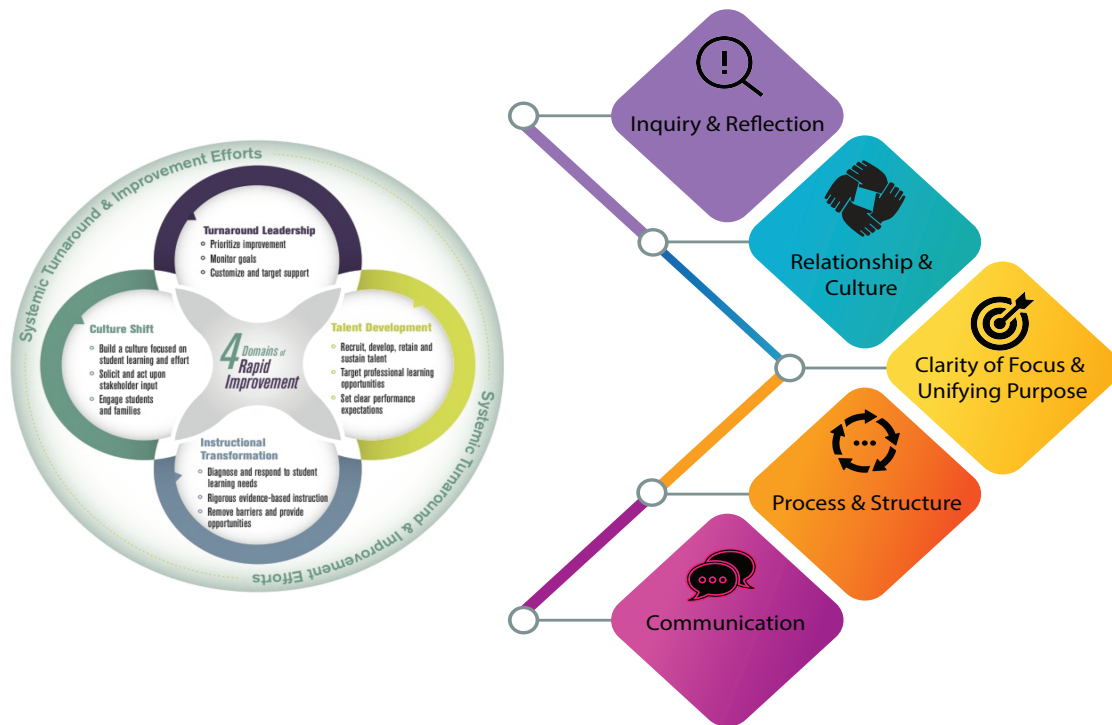 Systemic Turnaround & Improvement Efforts
Turnaround Leadership
Prioritize improvement
Monitor goals
Customize and target support
Culture Shift
Build a culture focused on
student learning and effort
Solicit and act upon
stakeholder input
Engage students
and families
4 Domains of
Rapid
Improvement
Talent Development
Recruit, develop, retain and
sustain talent
Target professional learning
opportunities
Set clear performance
expectations
Instructional
Transformation
Diagnose and respond to student
learning needs
Rigorous evidence-based instruction
Remove barriers and provide
opportunities
Systemic Turnaround & Improvement Efforts
Inquiry & Reflection
Relationship &
Culture
Clarity of Focus &
Unifying Purpose
Process & Structure
Communication